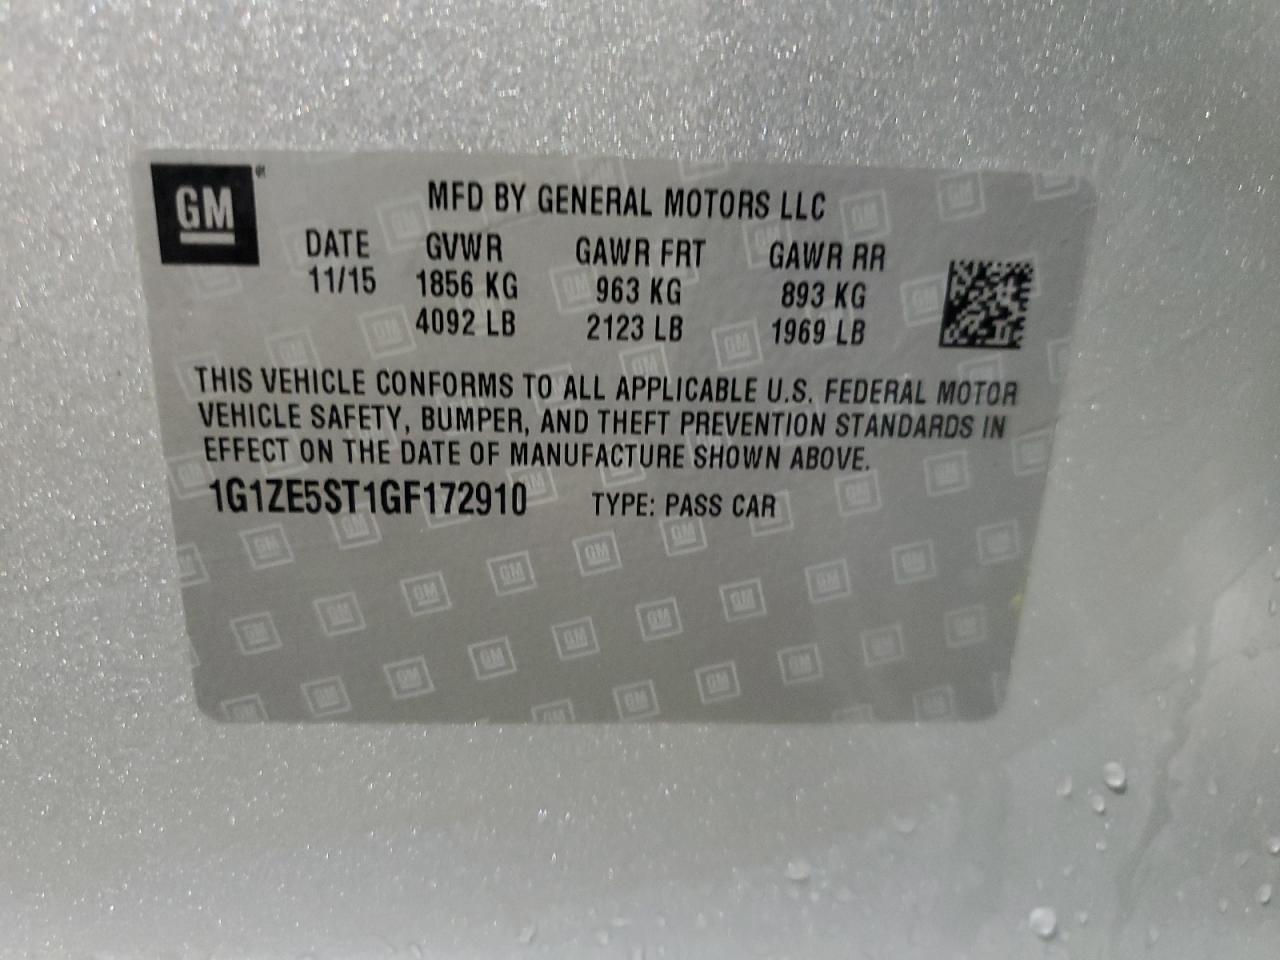 GM
MFD BY GENERAL MOTORS LLC
DATE GVWR GAWR FRT GAWR RR
11/15 1856 KG 963 KG 893 KG
4092 LB 2123 LB 1969 LB
THIS VEHICLE CONFORMS TO ALL APPLICABLE U.S. FEDERAL MOTOR
VEHICLE SAFETY, BUMPER, AND THEFT PREVENTION STANDARDS IN
EFFECT ON THE DATE OF MANUFACTURE SHOWN ABOVE.
1G1ZE5ST1GF172910 TYPE: PASS CAR